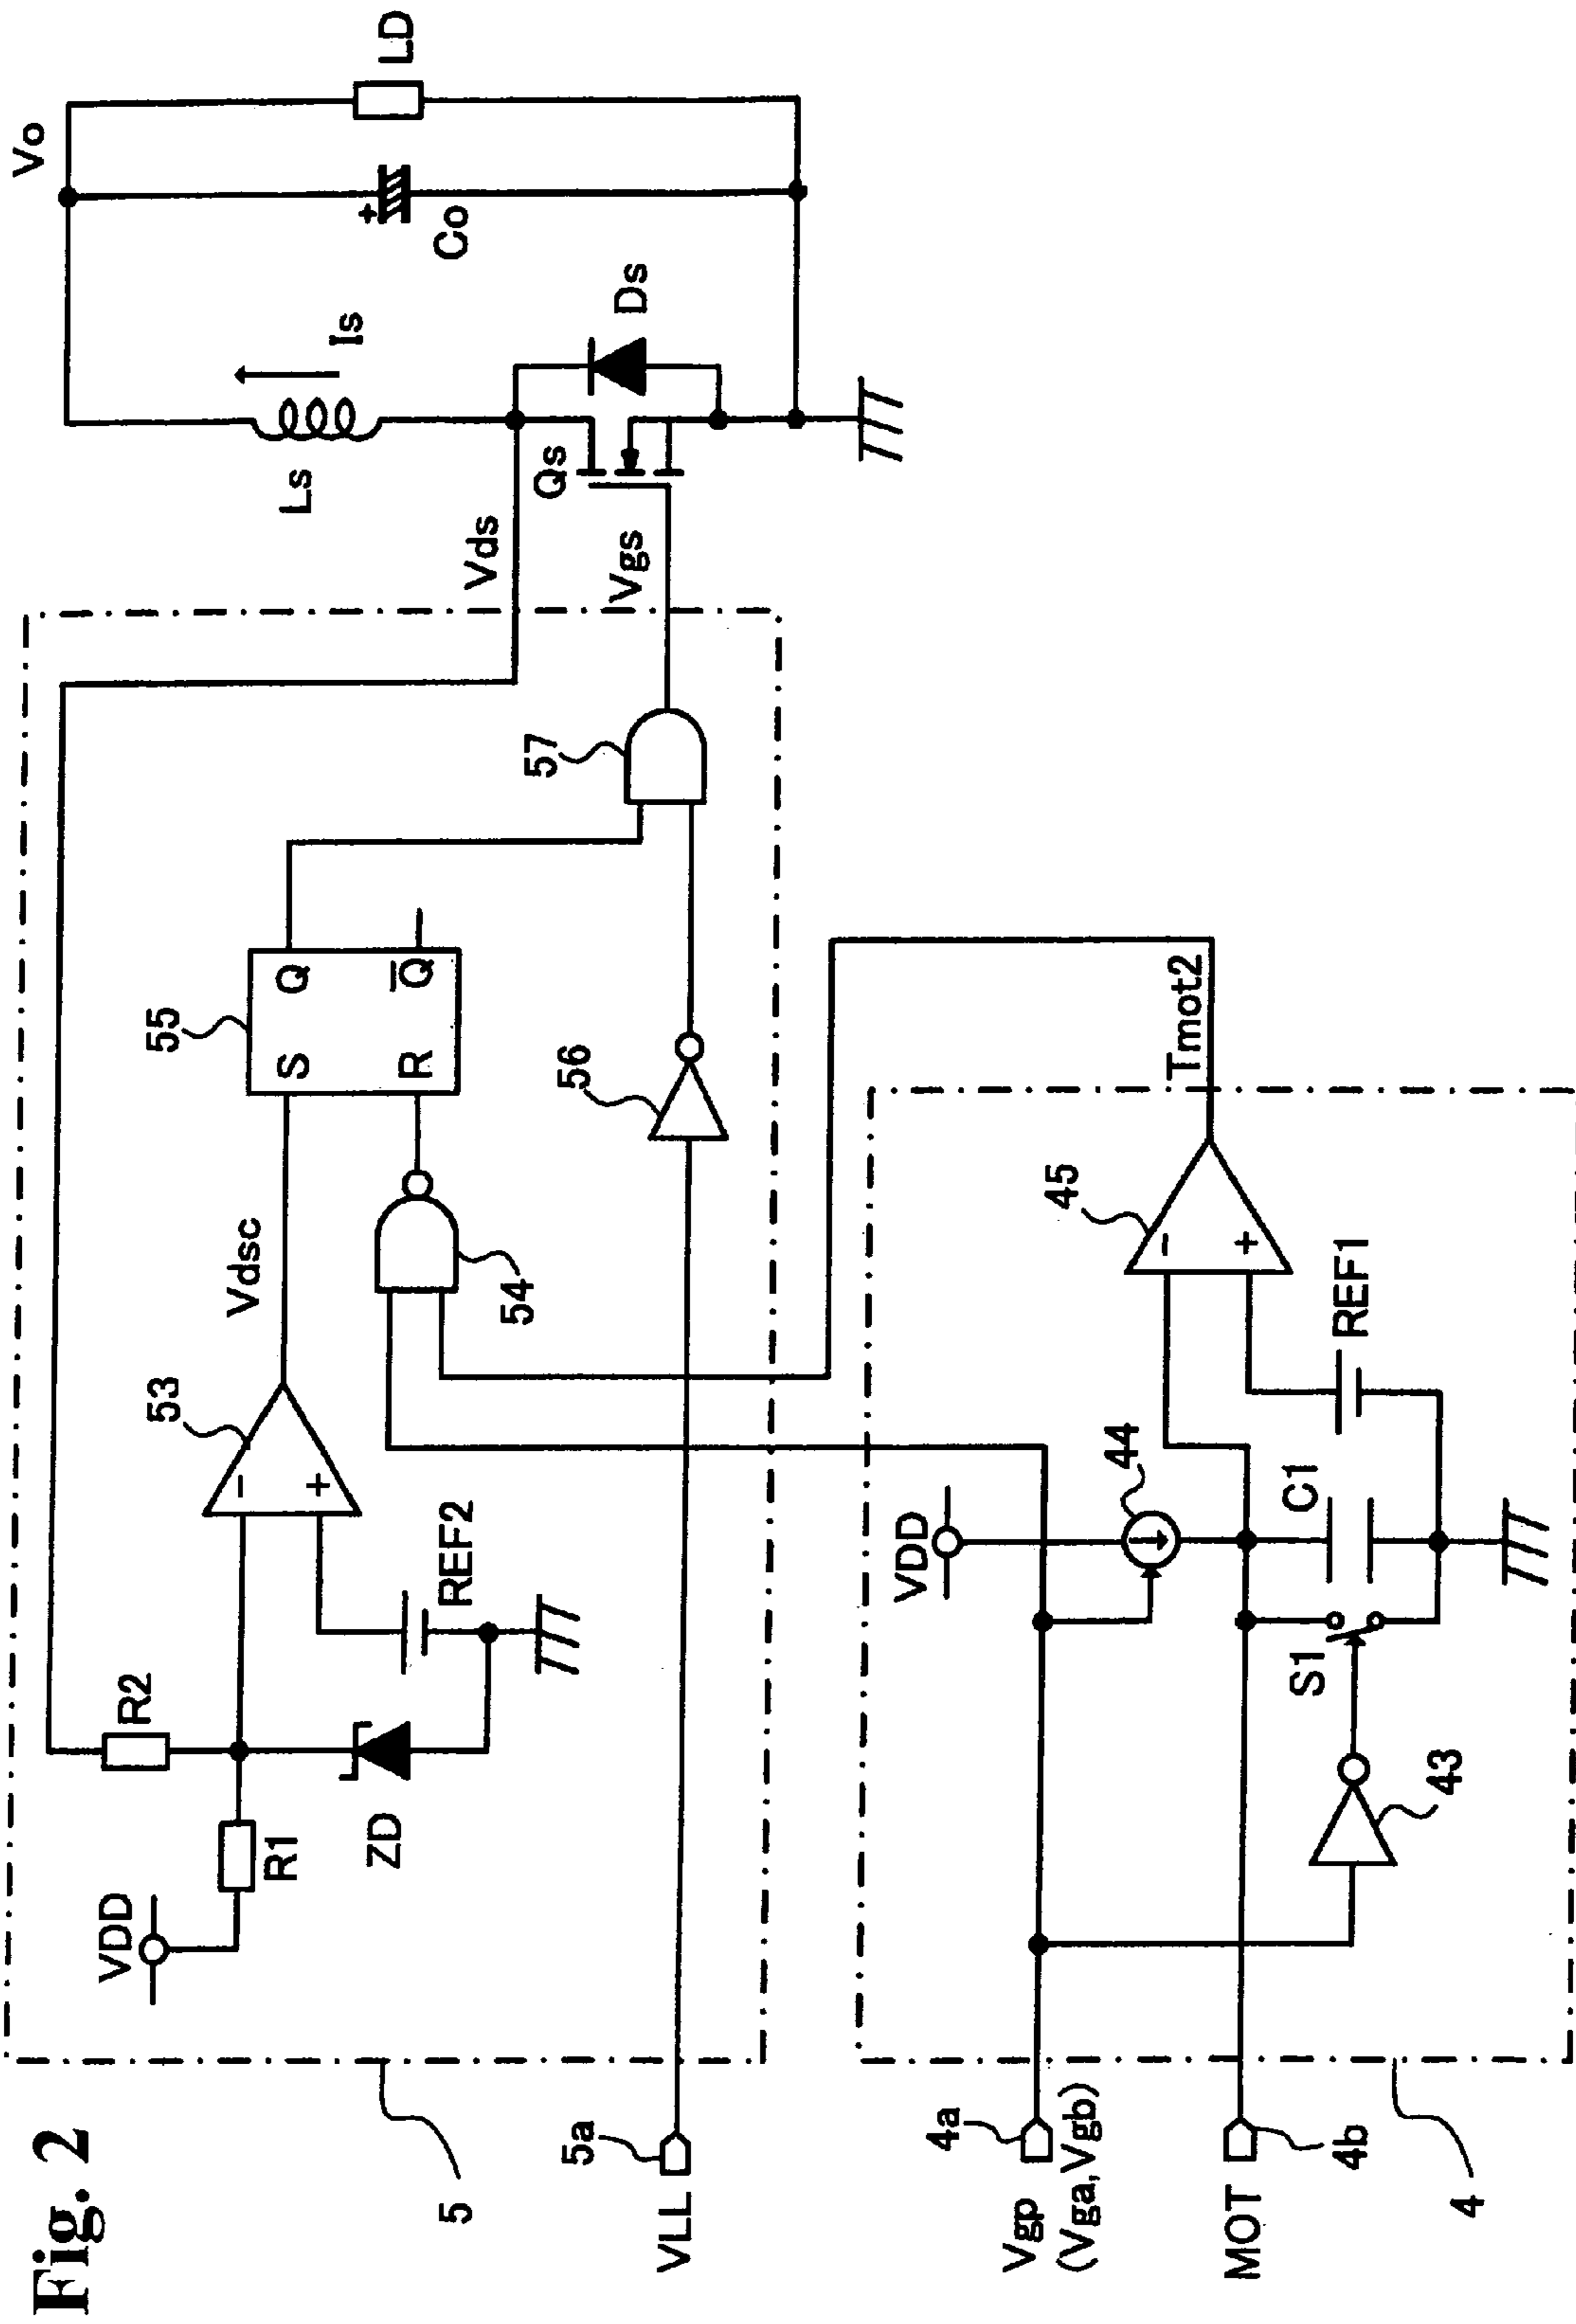 Fig. 2
5
VDD
R1
R2
ZD
REF2
53
-
+
Vdsc
54
55
S
Q
R
Q̅
56
57
Vds
Vgs
Ls
Is
Qs
Ds
Vo
+
Co
LD
5a
VLL
4a
Vgp
(Vga,Vgb)
MOT
4b
4
43
S1
VDD
44
C1
REF1
45
-
+
Tmot2